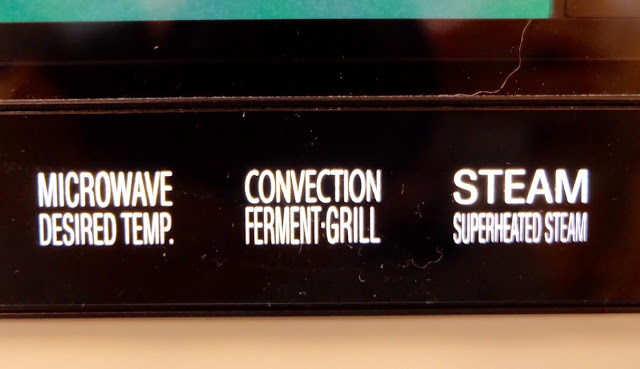 MICROWAVE
DESIRED TEMP.
CONVECTION
FERMENT·GRILL
STEAM
SUPERHEATED STEAM